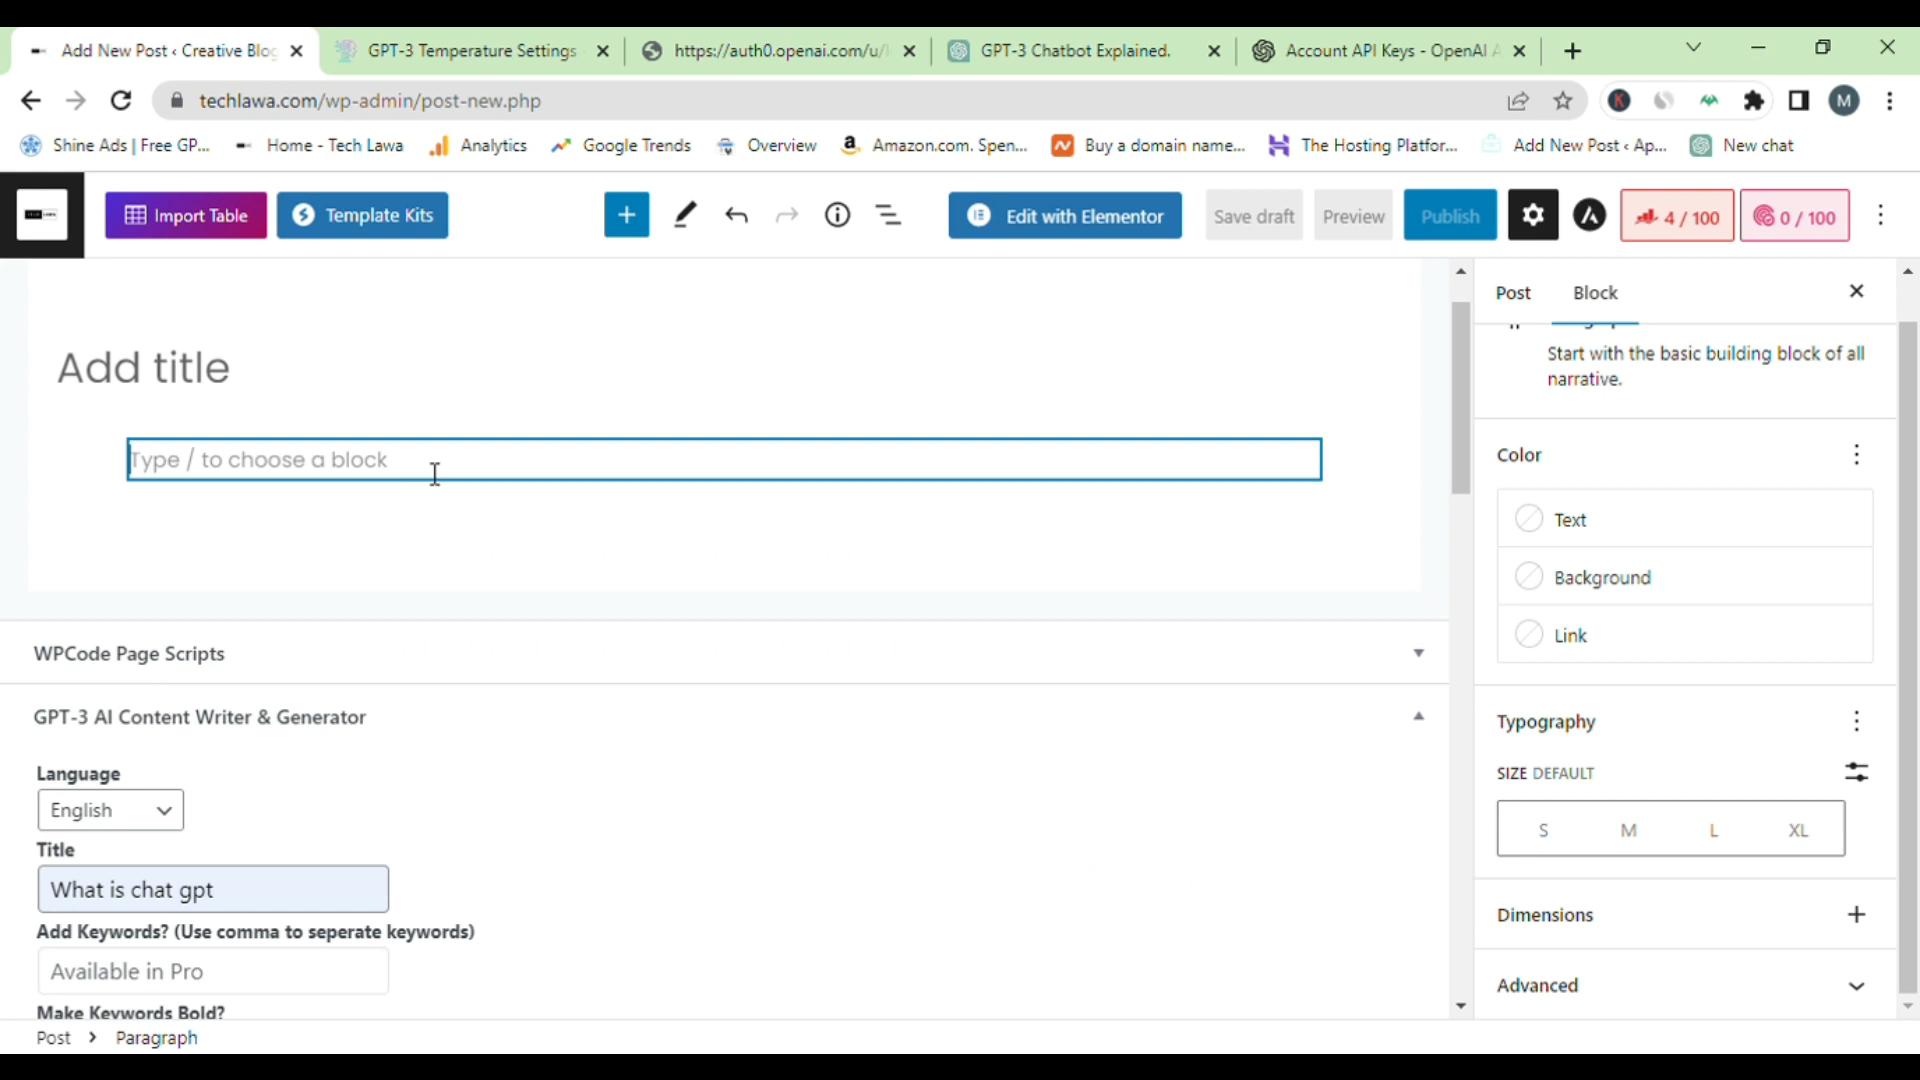 Add New Post ‹ Creative Blog
GPT-3 Temperature Settings
https://auth0.openai.com/u/
GPT-3 Chatbot Explained.
Account API Keys - OpenAI A
techlawa.com/wp-admin/post-new.php
M
Shine Ads | Free GP...
Home - Tech Lawa
Analytics
Google Trends
Overview
Amazon.com. Spen...
Buy a domain name...
The Hosting Platfor...
Add New Post ‹ Ap...
New chat
Import Table
Template Kits
Edit with Elementor
Save draft
Preview
Publish
4 / 100
0 / 100
Add title
Type / to choose a block
WPCode Page Scripts
GPT-3 AI Content Writer & Generator
Language
English
Title
What is chat gpt
Add Keywords? (Use comma to seperate keywords)
Available in Pro
Make Keywords Bold?
Post > Paragraph
Post
Block
Start with the basic building block of all
narrative.
Color
Text
Background
Link
Typography
SIZE DEFAULT
S M L XL
Dimensions
Advanced